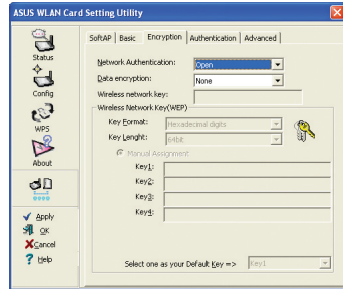 ASUS WLAN Card Setting Utility
Status
Config
WPS
About
Apply
OK
Cancel
Help
SoftAP Basic Encryption Authentication Advanced
Network Authentication: Open
Data encryption: None
Wireless network key:
Wireless Network Key(WEP)
Key Format: Hexadecimal digits
Key Lenght: 64bit
Manual Assignment
Key1:
Key2:
Key3:
Key4:
Select one as your Default Key => Key1